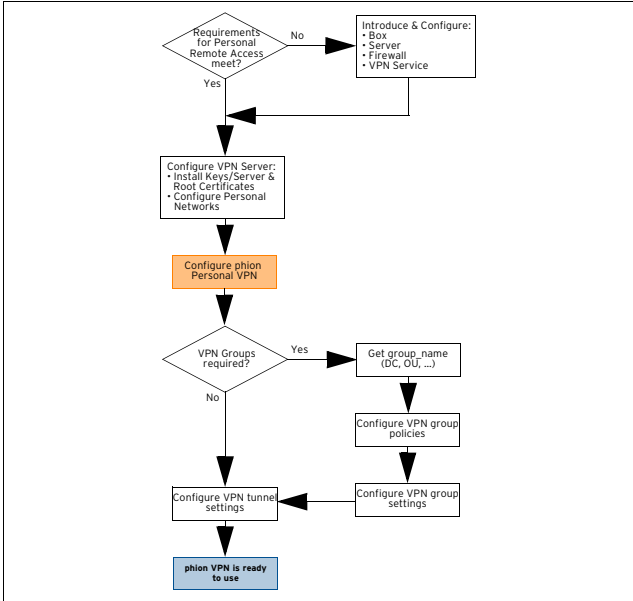 Requirements
for Personal
Remote Access
meet?
No
Yes
Introduce & Configure:
• Box
• Server
• Firewall
• VPN Service
Configure VPN Server:
• Install Keys/Server &
Root Certificates
• Configure Personal
Networks
Configure phion
Personal VPN
VPN Groups
required?
Yes
No
Get group_name
(DC, OU, ...)
Configure VPN group
policies
Configure VPN group
settings
Configure VPN tunnel
settings
phion VPN is ready
to use